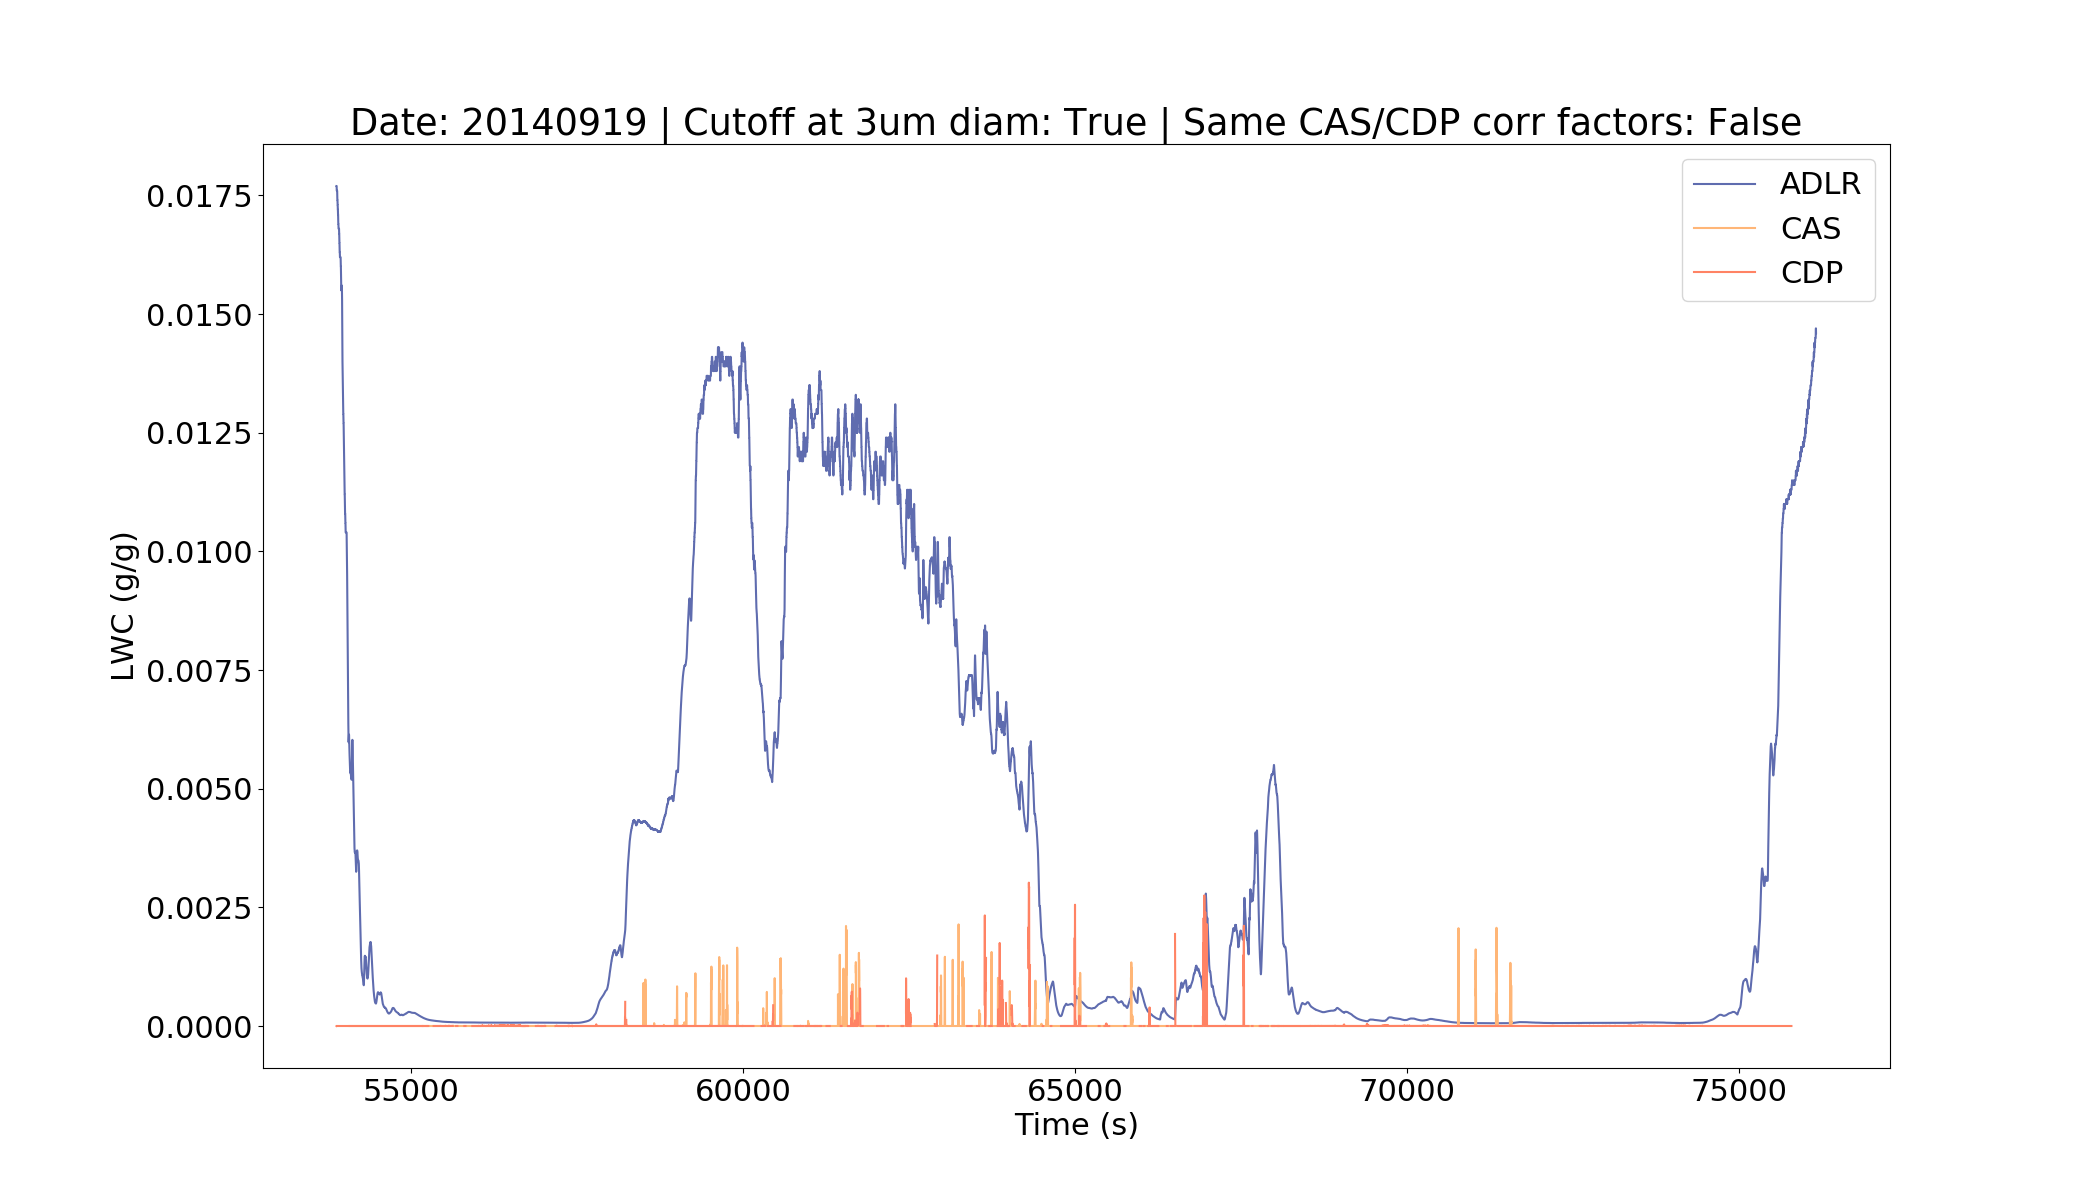 Date: 20140919 | Cutoff at 3um diam: True | Same CAS/CDP corr factors: False
ADLR
CAS
CDP
0.0175
0.0150
0.0125
0.0100
0.0075
0.0050
0.0025
0.0000
LWC (g/g)
55000 60000 65000 70000 75000
Time (s)